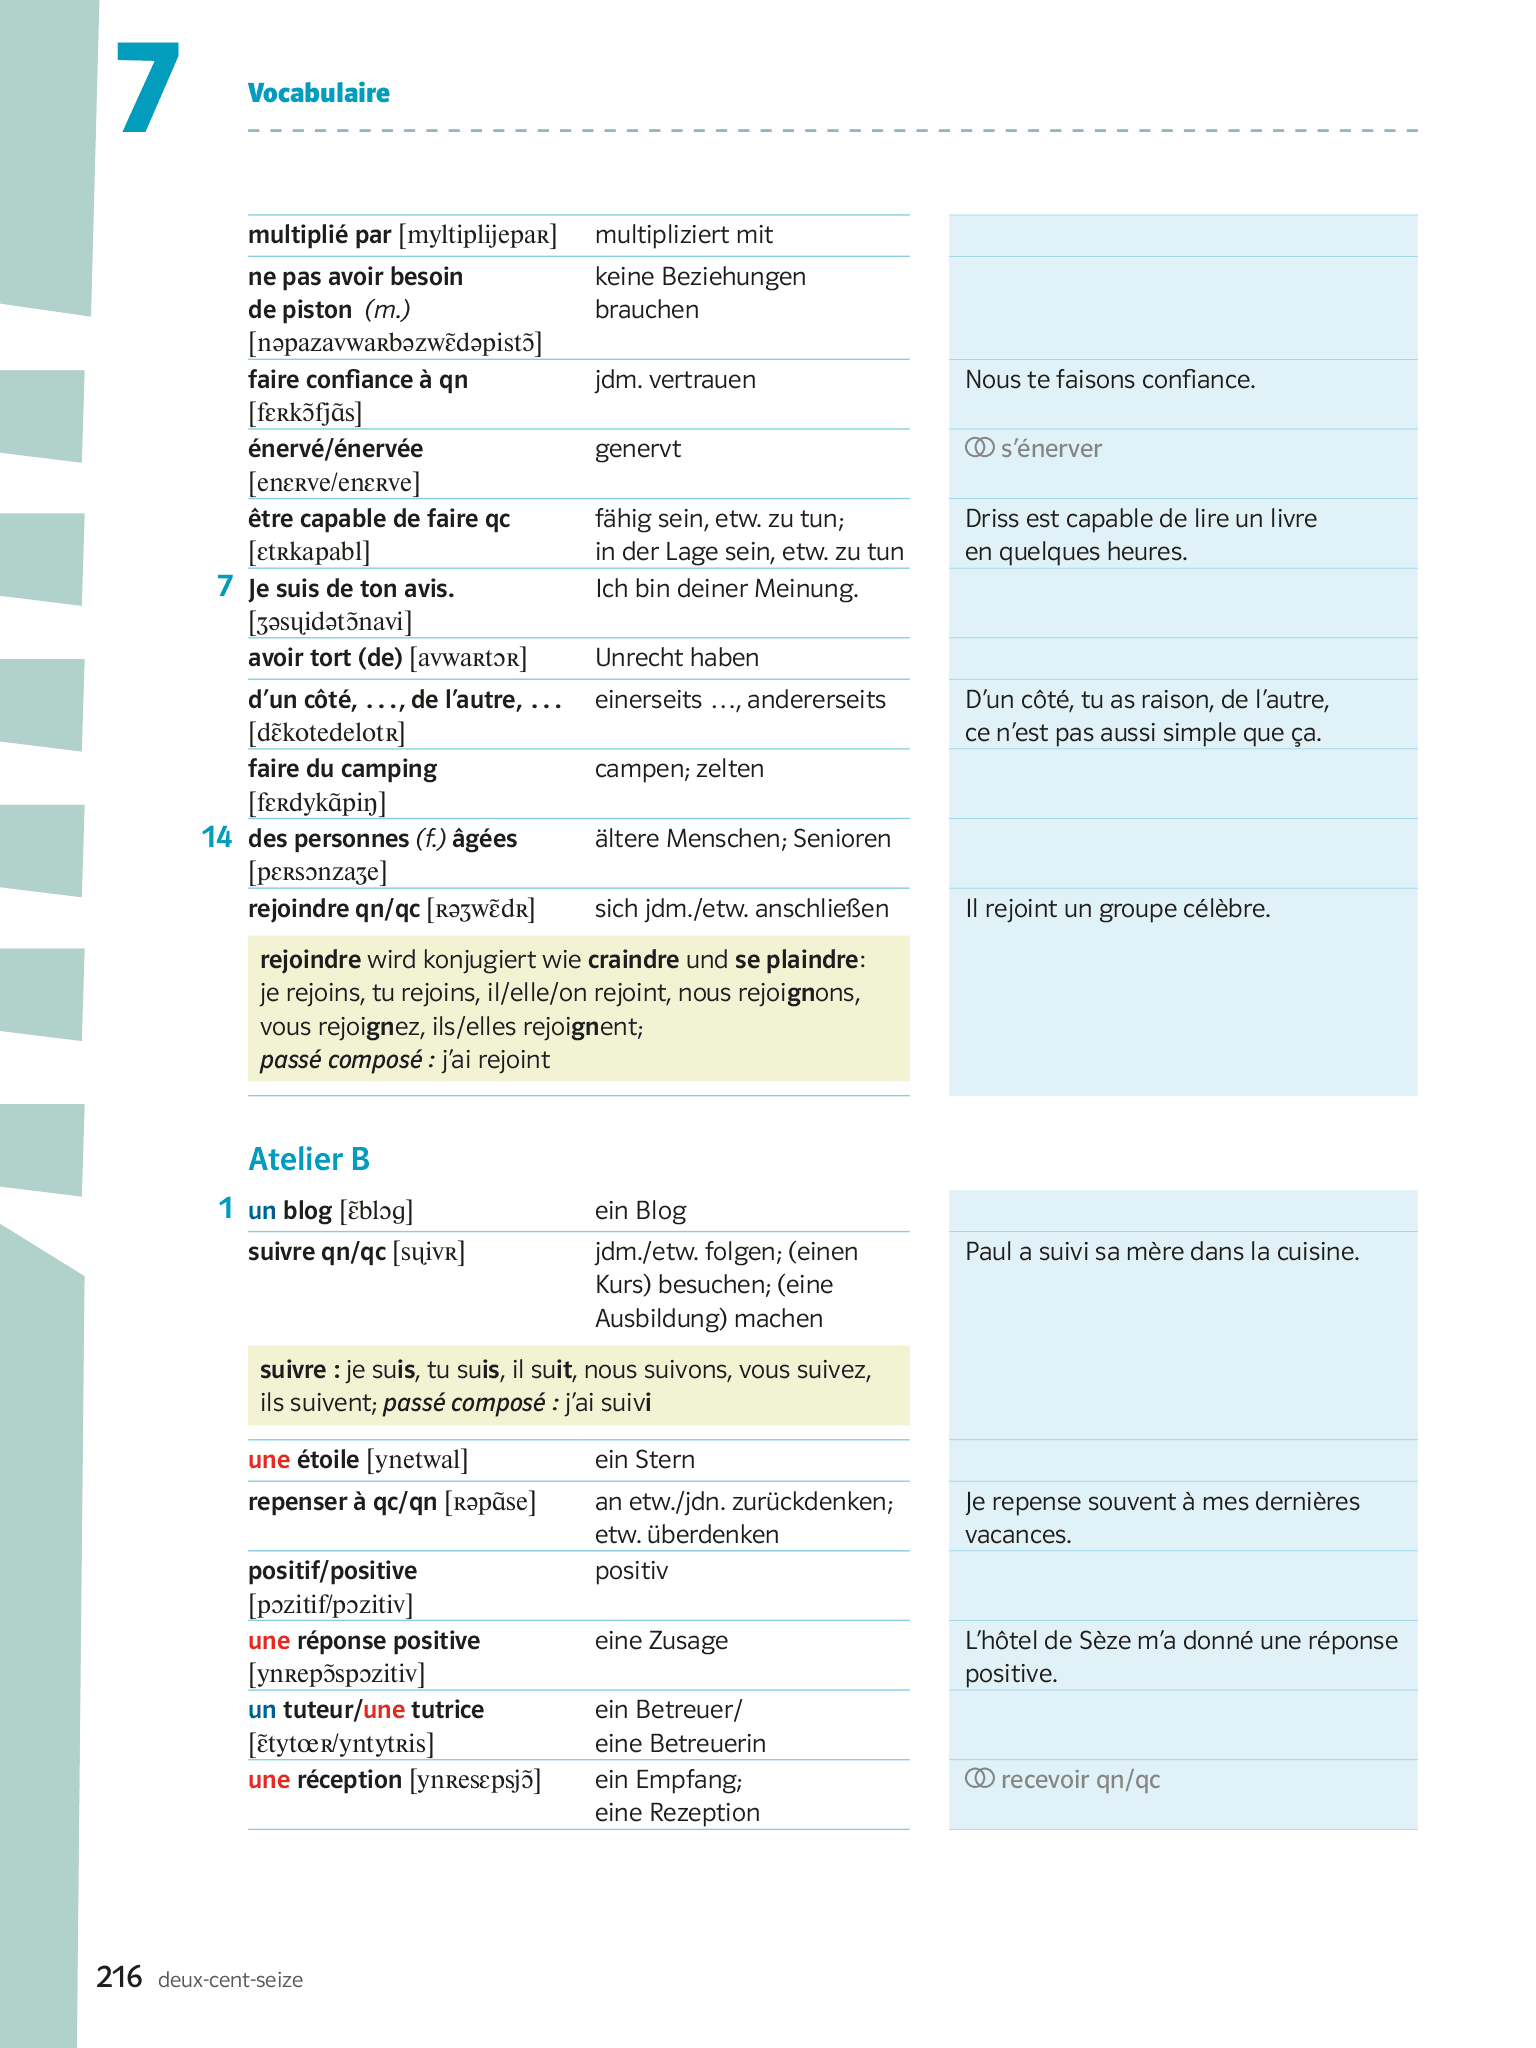 7
Vocabulaire
multiplié par [myltiplijepaʀ] multipliziert mit
ne pas avoir besoin keine Beziehungen
de piston (m.) brauchen
[nəpazavwaʀbəzwɛ̃dəpistɔ̃]
faire confiance à qn jdm. vertrauen Nous te faisons confiance.
[fɛʀkɔ̃fjɑ̃s]
énervé/énervée genervt s’énerver
[enɛʀve/enɛʀve]
être capable de faire qc fähig sein, etw. zu tun; Driss est capable de lire un livre
[ɛtʀkapabl] in der Lage sein, etw. zu tun en quelques heures.
7 Je suis de ton avis. Ich bin deiner Meinung.
[ʒəsɥidətɔ̃navi]
avoir tort (de) [avwaʀtɔʀ] Unrecht haben
d’un côté, …, de l’autre, … einerseits …, andererseits D’un côté, tu as raison, de l’autre,
[dɛ̃kotedelotʀ] ce n’est pas aussi simple que ça.
faire du camping campen; zelten
[fɛʀdykɑ̃piŋ]
14 des personnes (f.) âgées ältere Menschen; Senioren
[pɛʀsɔnzaʒe]
rejoindre qn/qc [ʀəʒwɛ̃dʀ] sich jdm./etw. anschließen Il rejoint un groupe célèbre.
rejoindre wird konjugiert wie craindre und se plaindre:
je rejoins, tu rejoins, il/elle/on rejoint, nous rejoignons,
vous rejoignez, ils/elles rejoignent;
passé composé : j’ai rejoint
Atelier B
1 un blog [ɛ̃blɔg] ein Blog
suivre qn/qc [sɥivʀ] jdm./etw. folgen; (einen Paul a suivi sa mère dans la cuisine.
Kurs) besuchen; (eine
Ausbildung) machen
suivre : je suis, tu suis, il suit, nous suivons, vous suivez,
ils suivent; passé composé : j’ai suivi
une étoile [ynetwal] ein Stern
repenser à qc/qn [ʀəpɑ̃se] an etw./jdn. zurückdenken; Je repense souvent à mes dernières
etw. überdenken vacances.
positif/positive positiv
[pɔzitif/pɔzitiv]
une réponse positive eine Zusage L’hôtel de Sèze m’a donné une réponse
[ynʀepɔ̃spɔzitiv] positive.
un tuteur/une tutrice ein Betreuer/
[ɛ̃tytœʀ/yntytʀis] eine Betreuerin
une réception [ynʀesɛpsjɔ̃] ein Empfang; recevoir qn/qc
eine Rezeption
216 deux-cent-seize